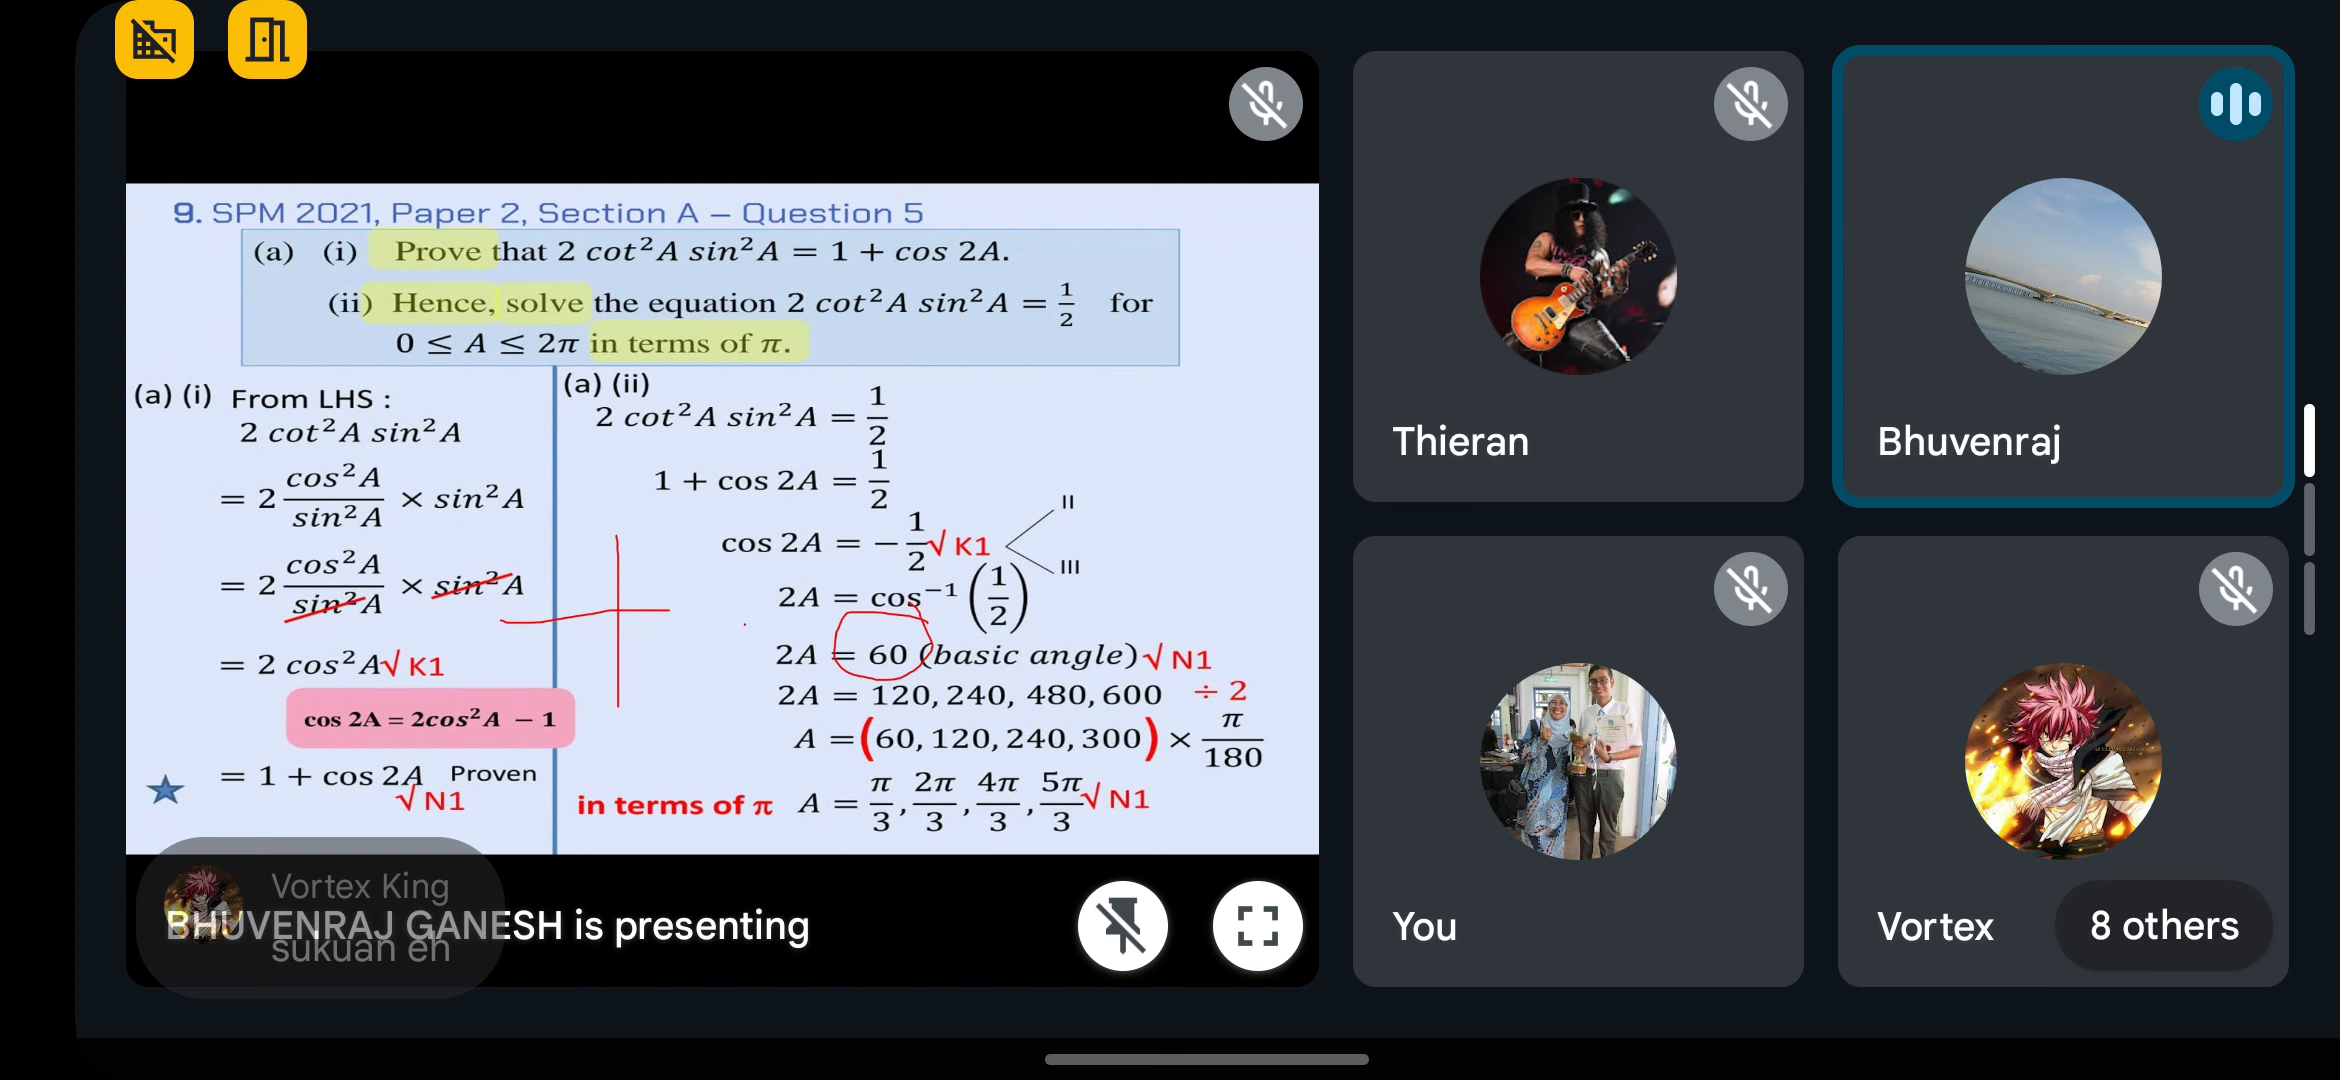 9. SPM 2021, Paper 2, Section A – Question 5
(a) (i) Prove that 2 cot²A sin²A = 1 + cos 2A.
(ii) Hence, solve the equation 2 cot²A sin²A = 1/2 for
0 ≤ A ≤ 2π in terms of π.
(a) (i) From LHS :
2 cot²A sin²A
= 2 cos²A/sin²A × sin²A
= 2 cos²A/sin²A × sin²A
= 2 cos²A √ K1
cos 2A = 2cos²A − 1
= 1 + cos 2A Proven
√ N1
(a) (ii)
2 cot²A sin²A = 1/2
1 + cos 2A = 1/2
cos 2A = −1/2 √ K1
II
III
2A = cos⁻¹ (1/2)
2A = 60 (basic angle) √ N1
2A = 120, 240, 480, 600 ÷ 2
A = (60, 120, 240, 300) × π/180
in terms of π A = π/3, 2π/3, 4π/3, 5π/3 √ N1
Vortex King
sukuan eh
BHUVENRAJ GANESH is presenting
Thieran
Bhuvenraj
You
Vortex
8 others